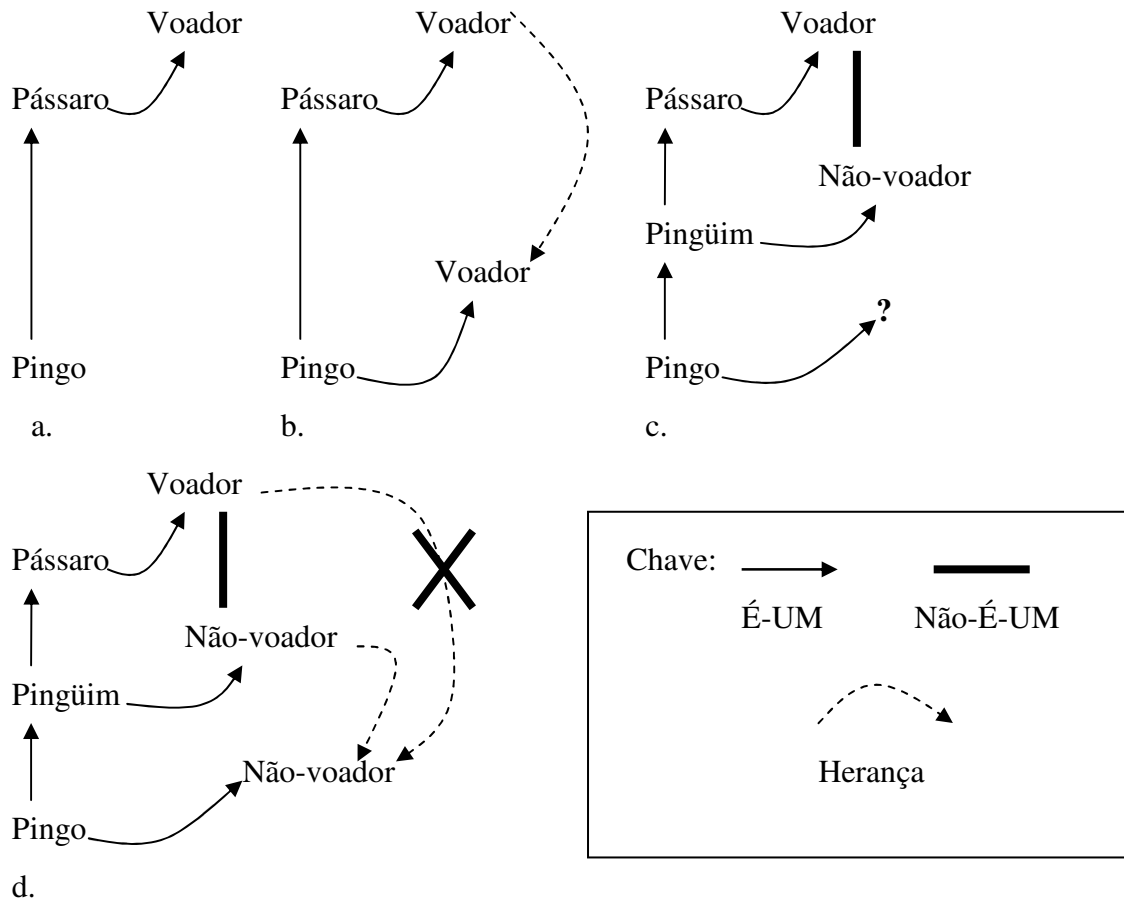 Voador
Pássaro
Pingo
a.
Voador
Pássaro
Voador
Pingo
b.
Voador
Pássaro
Não-voador
Pingüim
?
Pingo
c.
Voador
Pássaro
Não-voador
Pingüim
Não-voador
Pingo
d.
Chave:
É-UM Não-É-UM
Herança